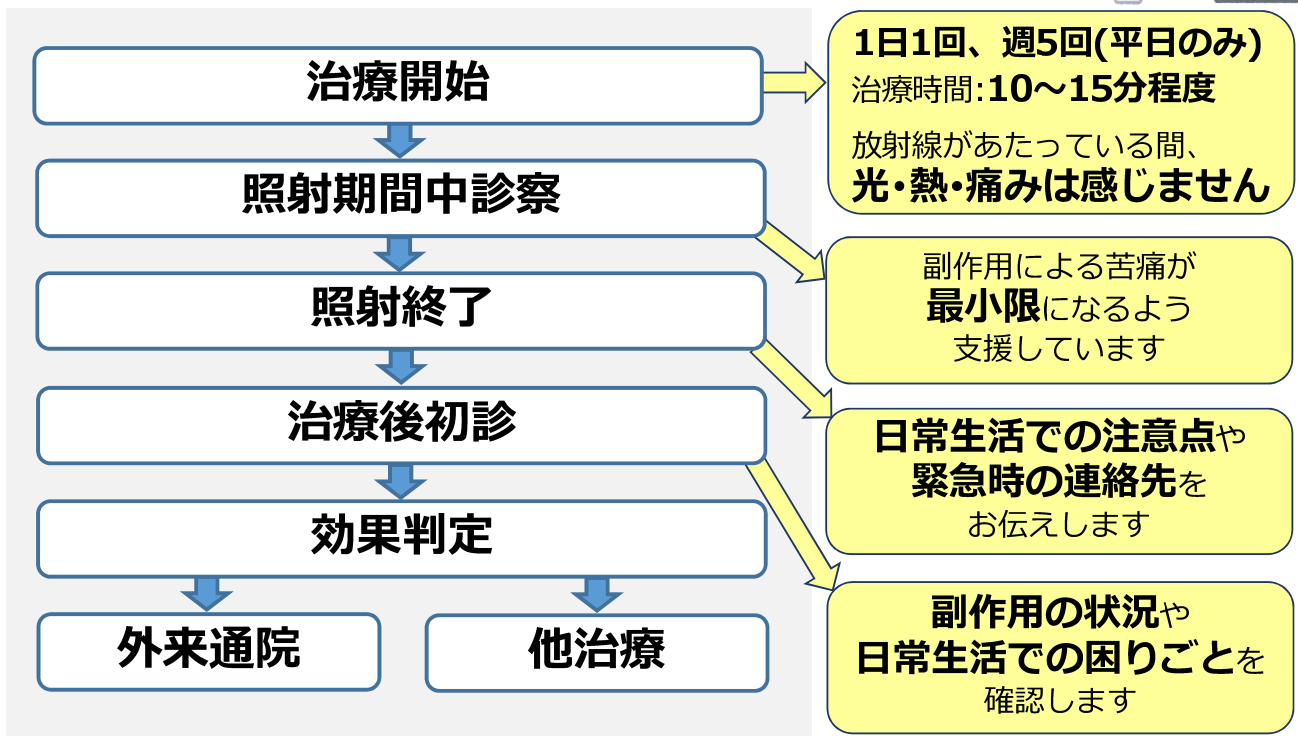 治療開始
照射期間中診察
照射終了
治療後初診
効果判定
外来通院
他治療
1日1回、週5回(平日のみ)
治療時間:10～15分程度
放射線があたっている間、
光・熱・痛みは感じません
副作用による苦痛が
最小限になるよう
支援しています
日常生活での注意点や
緊急時の連絡先を
お伝えします
副作用の状況や
日常生活での困りごとを
確認します